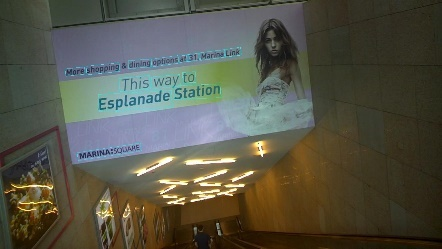 More shopping & dining options at 31, Marina Link
This way to
Esplanade Station
MARINA:SQUARE